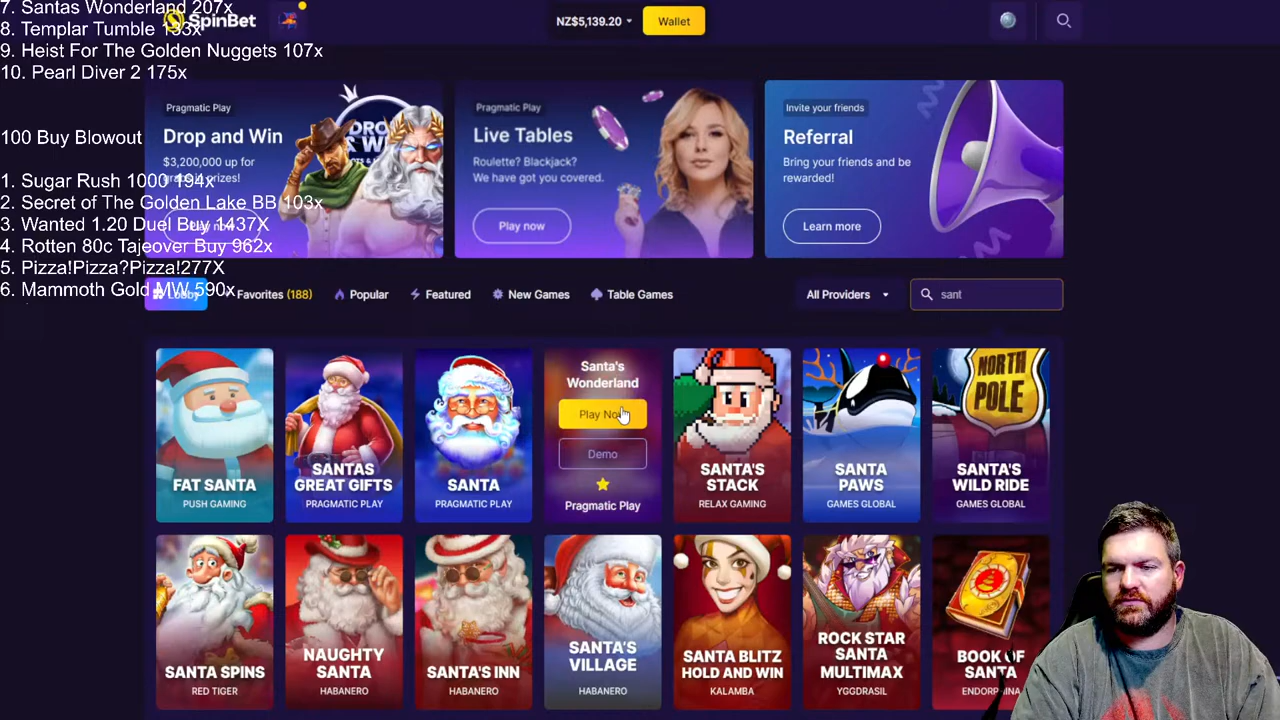 7. Santas Wonderland 207x
8. Templar Tumble 133x
9. Heist For The Golden Nuggets 107x
10. Pearl Diver 2 175x
100 Buy Blowout
1. Sugar Rush 1000 194x
2. Secret of The Golden Lake BB 103x
3. Wanted 1.20 Duel Buy 1437X
4. Rotten 80c Tajeover Buy 962x
5. Pizza!Pizza?Pizza!277X
6. Mammoth Gold MW 590x
SpinBet
NZ$5,139.20
Wallet
Pragmatic Play
Drop and Win
$3,200,000 up for
prizes!
Pragmatic Play
Live Tables
Roulette? Blackjack?
We have got you covered.
Play now
Invite your friends
Referral
Bring your friends and be
rewarded!
Learn more
Lobby
Favorites (188)
Popular
Featured
New Games
Table Games
All Providers
sant
FAT SANTA
PUSH GAMING
SANTAS
GREAT GIFTS
PRAGMATIC PLAY
SANTA
PRAGMATIC PLAY
Santa's
Wonderland
Play Now
Demo
Pragmatic Play
SANTA'S
STACK
RELAX GAMING
SANTA
PAWS
GAMES GLOBAL
NORTH
POLE
SANTA'S
WILD RIDE
GAMES GLOBAL
SANTA SPINS
RED TIGER
NAUGHTY
SANTA
HABANERO
SANTA'S INN
HABANERO
SANTA'S
VILLAGE
HABANERO
SANTA BLITZ
HOLD AND WIN
KALAMBA
ROCK STAR
SANTA
MULTIMAX
YGGDRASIL
BOOK OF
SANTA
ENDORPHINA